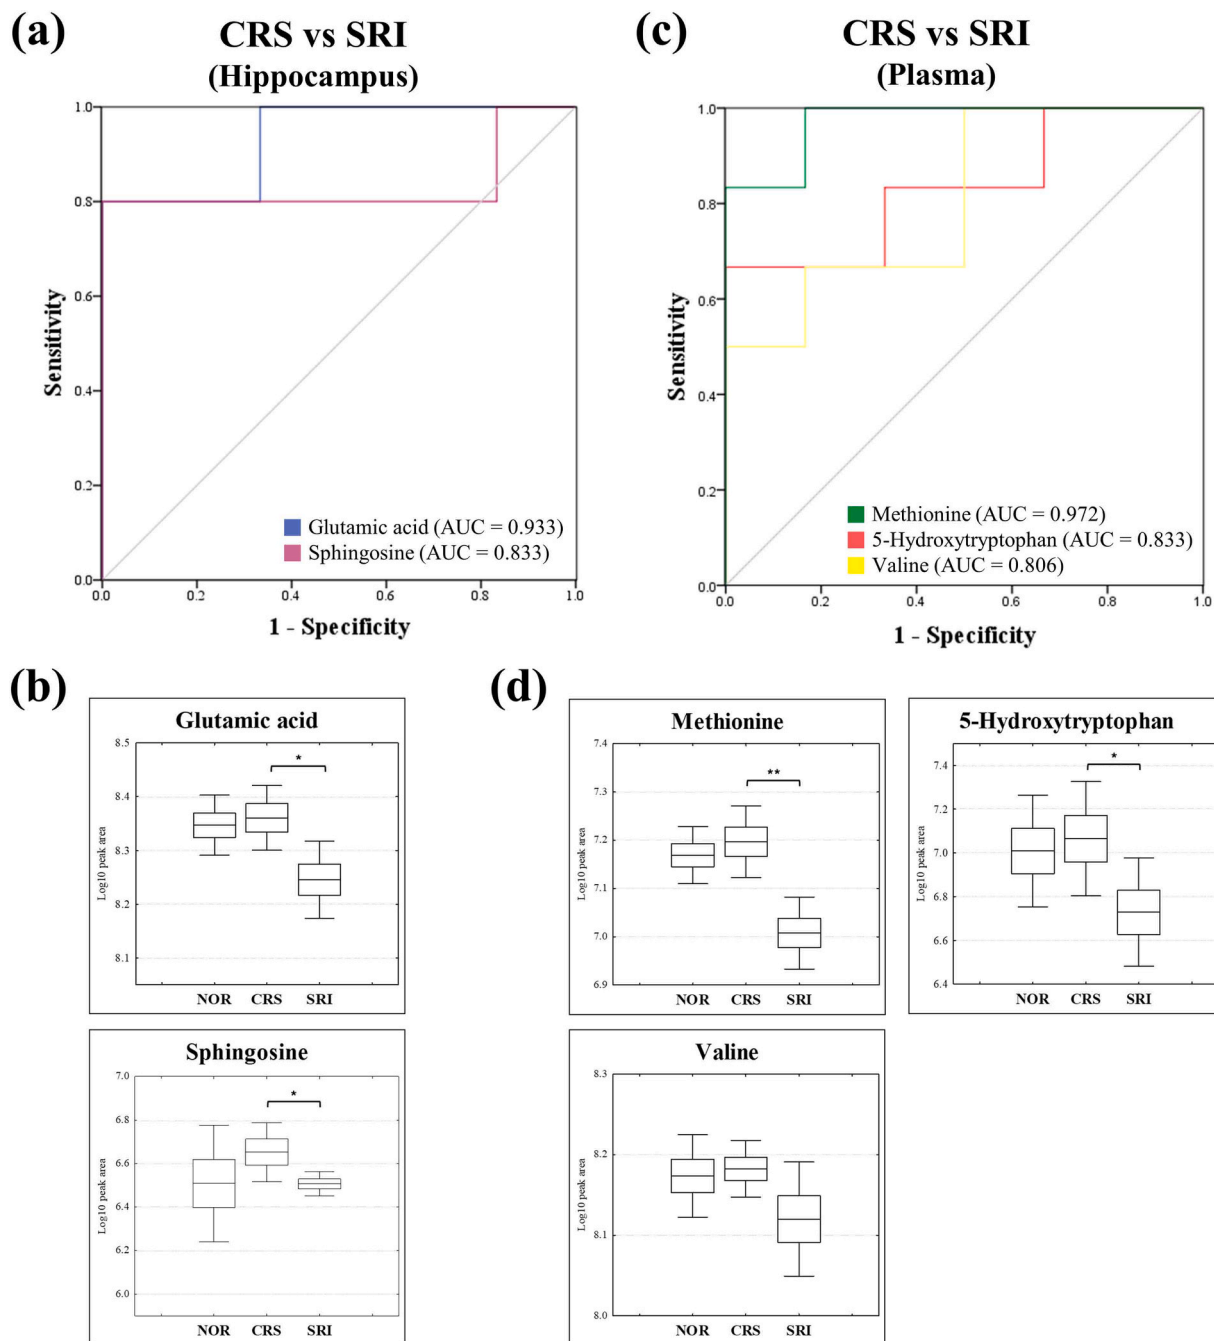 (a)
CRS vs SRI
(Hippocampus)
1.0
0.8
0.6
0.4
0.2
0.0
Sensitivity
Glutamic acid (AUC = 0.933)
Sphingosine (AUC = 0.833)
0.0 0.2 0.4 0.6 0.8 1.0
1 - Specificity
(c)
CRS vs SRI
(Plasma)
1.0
0.8
0.6
0.4
0.2
0.0
Sensitivity
Methionine (AUC = 0.972)
5-Hydroxytryptophan (AUC = 0.833)
Valine (AUC = 0.806)
0.0 0.2 0.4 0.6 0.8 1.0
1 - Specificity
(b)
Glutamic acid
8.5
8.4
8.3
8.2
8.1
Log10 peak area
*
NOR CRS SRI
Sphingosine
7.0
6.8
6.6
6.4
6.2
6.0
Log10 peak area
*
NOR CRS SRI
(d)
Methionine
7.4
7.3
7.2
7.1
7.0
6.9
Log10 peak area
**
NOR CRS SRI
5-Hydroxytryptophan
7.4
7.2
7.0
6.8
6.6
6.4
Log10 peak area
*
NOR CRS SRI
Valine
8.3
8.2
8.1
8.0
Log10 peak area
NOR CRS SRI